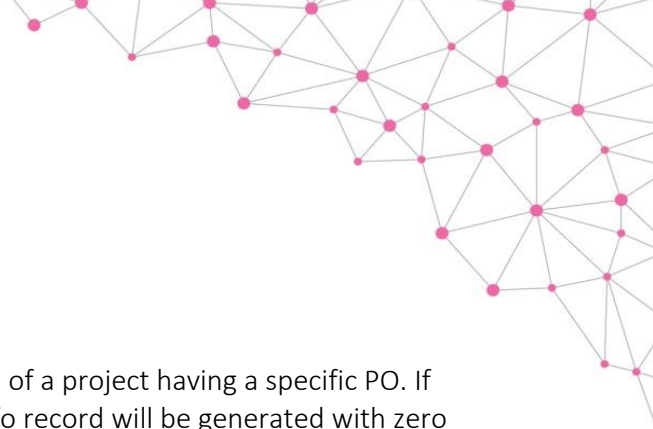 of a project having a specific PO. If
record will be generated with zero